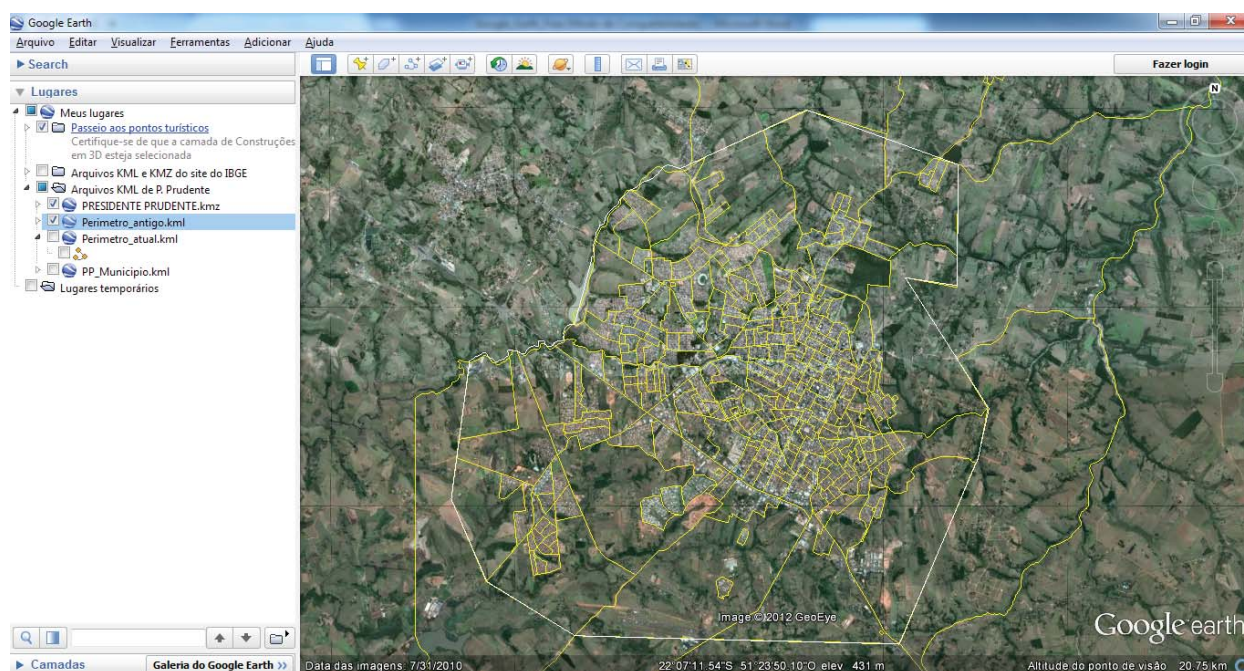 Google Earth
Arquivo Editar Visualizar Ferramentas Adicionar Ajuda
Search
Fazer login
Lugares
N
Meus lugares
Passeio aos pontos turísticos
Certifique-se de que a camada de Construções
em 3D esteja selecionada
Arquivos KML e KMZ do site do IBGE
Arquivos KML de P. Prudente
PRESIDENTE PRUDENTE.kmz
Perimetro_antigo.kml
Perimetro_atual.kml
PP_Municipio.kml
Lugares temporários
Image © 2012 GeoEye
Google earth
Camadas
Galeria do Google Earth >>
Data das imagens: 7/31/2010
22°07'11.54"S 51°23'50.10"O elev 431 m
Altitude do ponto de visão 20.75 km